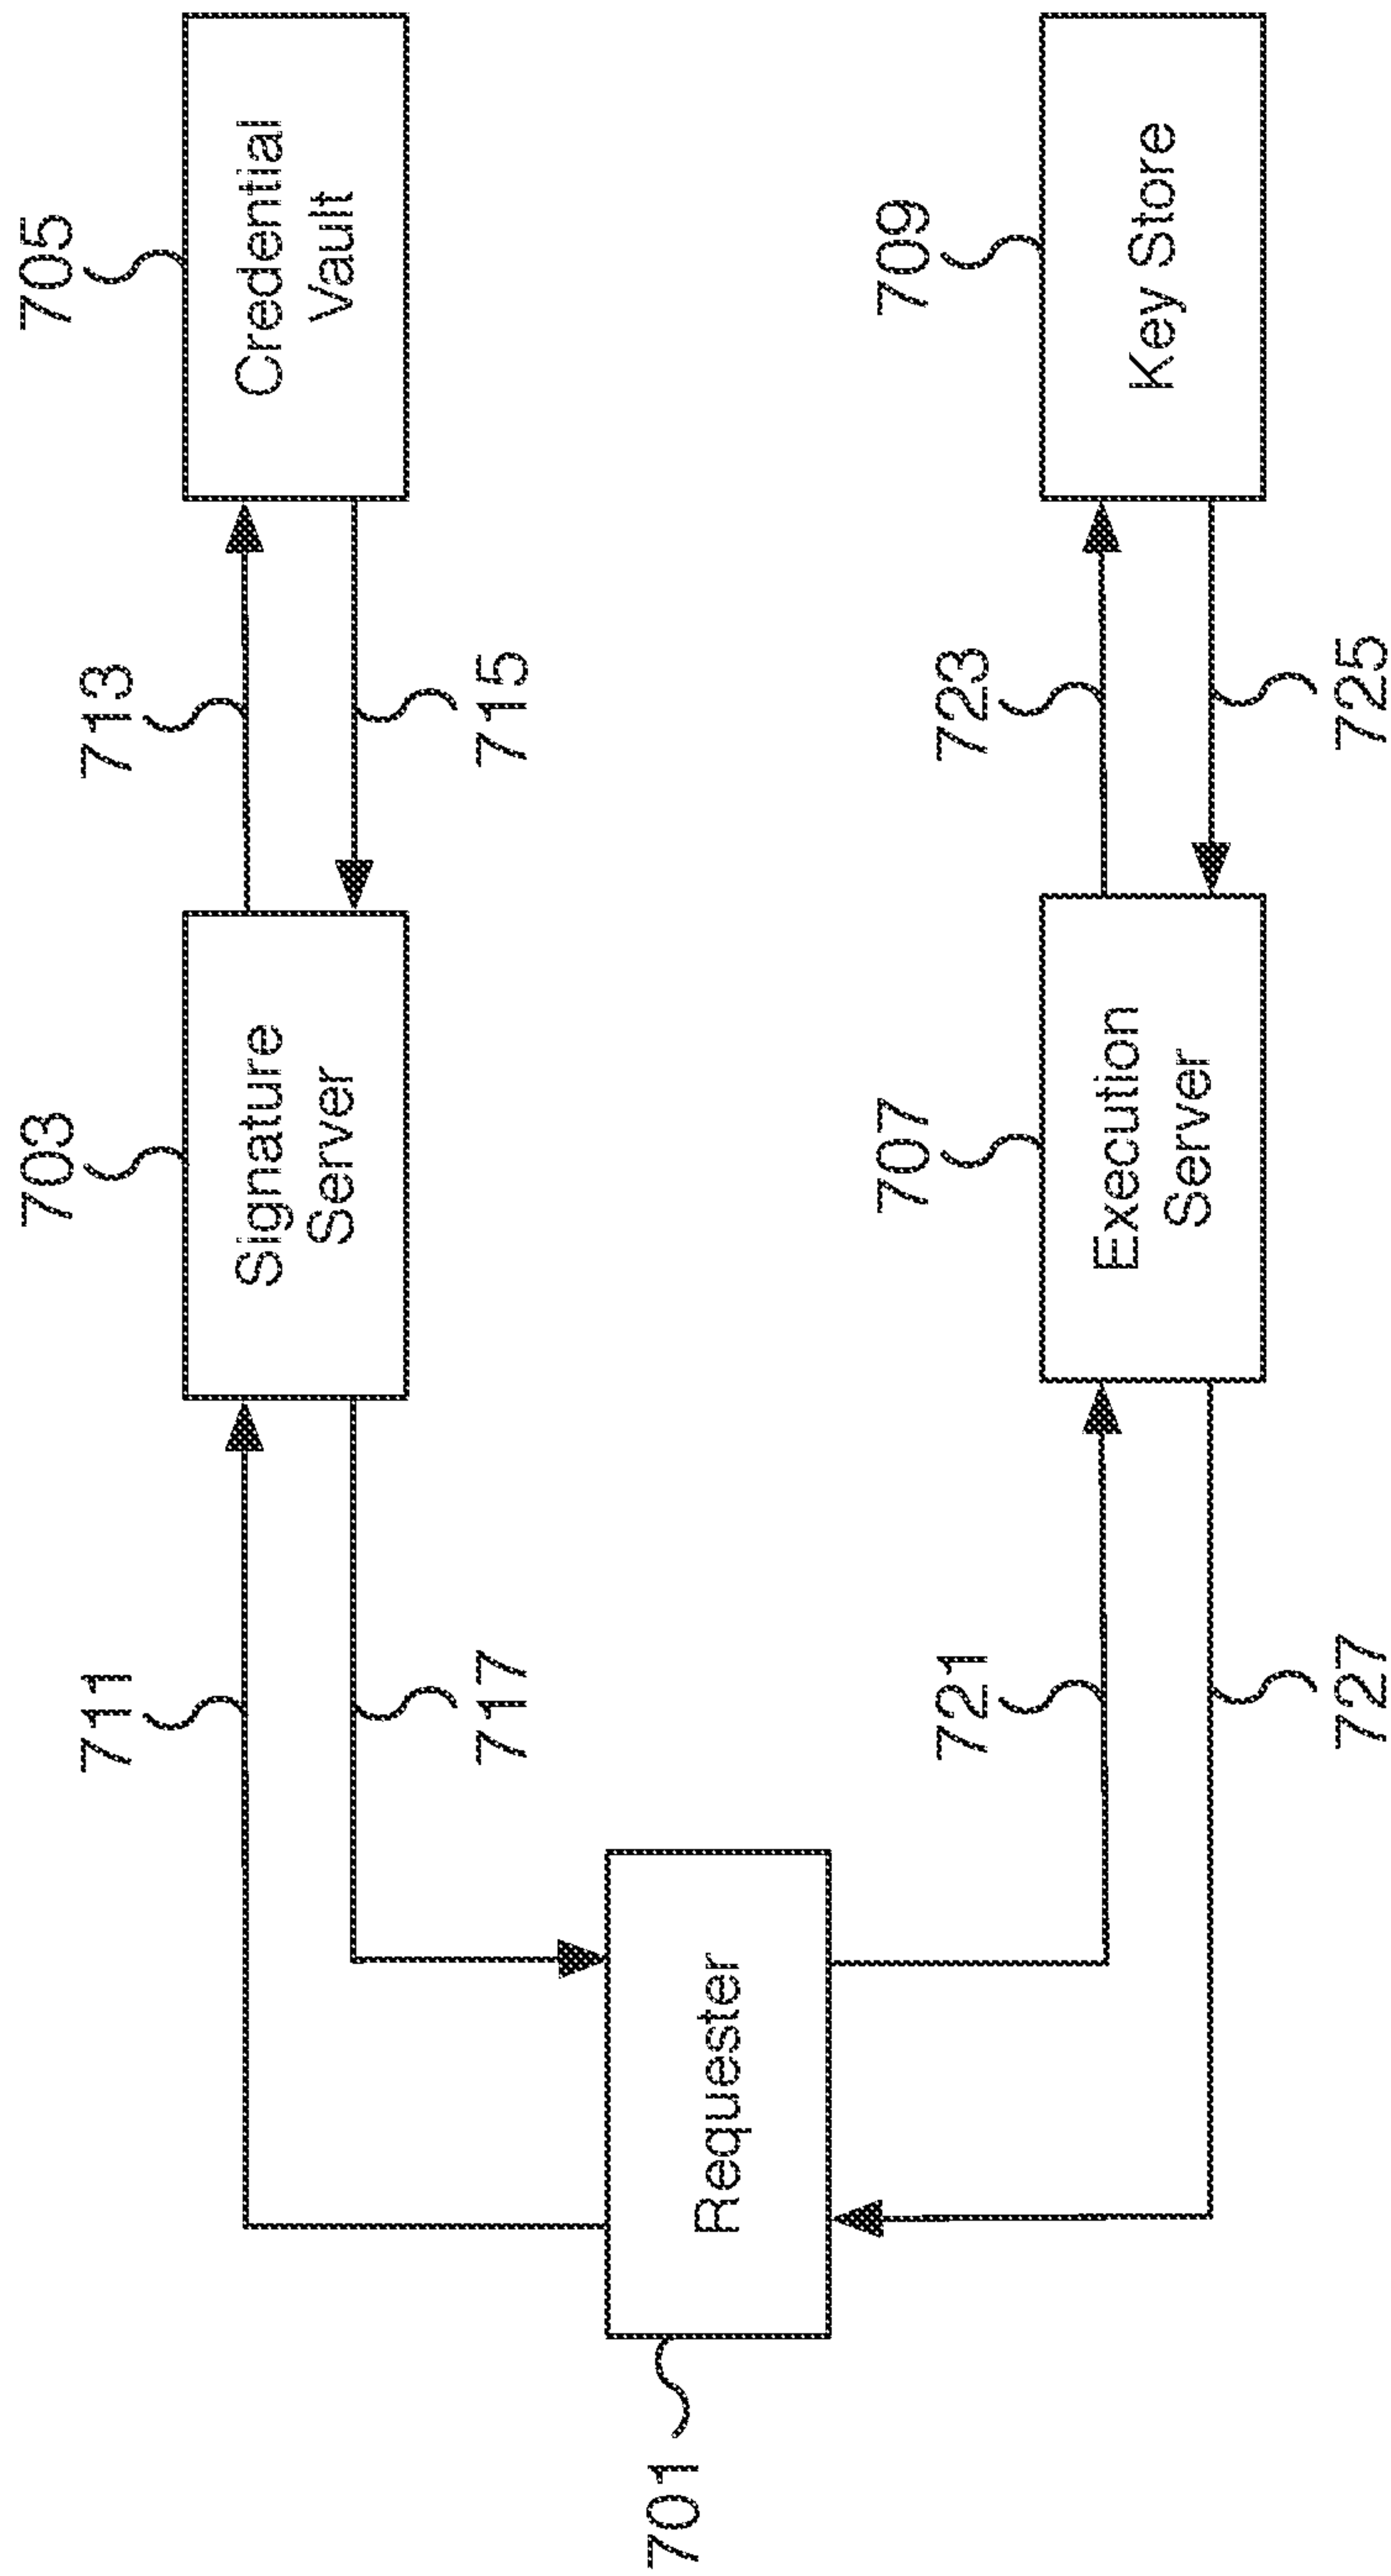 703
705
Signature
Server
Credential
Vault
711
713
717
715
701
Requester
707
709
Execution
Server
Key Store
721
723
727
725